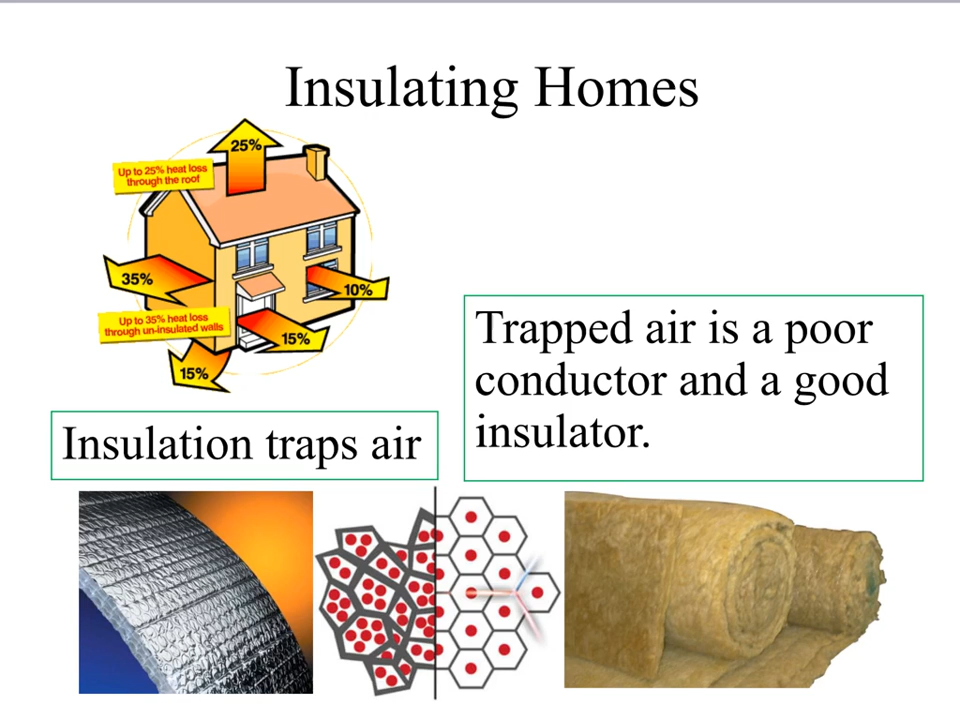 Insulating Homes
25%
Up to 25% heat loss
through the roof
35%
10%
Up to 35% heat loss
through un-insulated walls
15%
15%
Trapped air is a poor
conductor and a good
insulator.
Insulation traps air